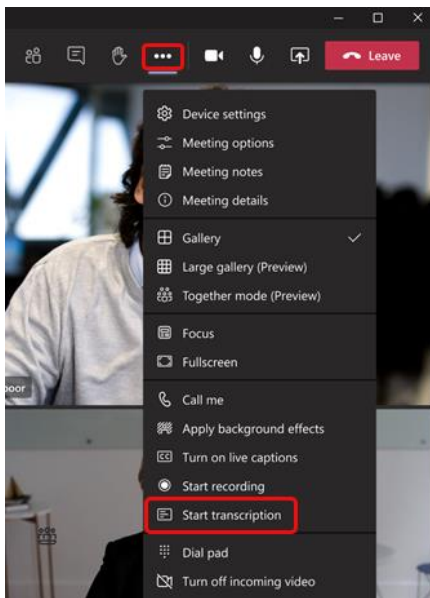 Leave
Device settings
Meeting options
Meeting notes
Meeting details
Gallery
Large gallery (Preview)
Together mode (Preview)
Focus
Fullscreen
Call me
Apply background effects
CC Turn on live captions
Start recording
Start transcription
Dial pad
Turn off incoming video